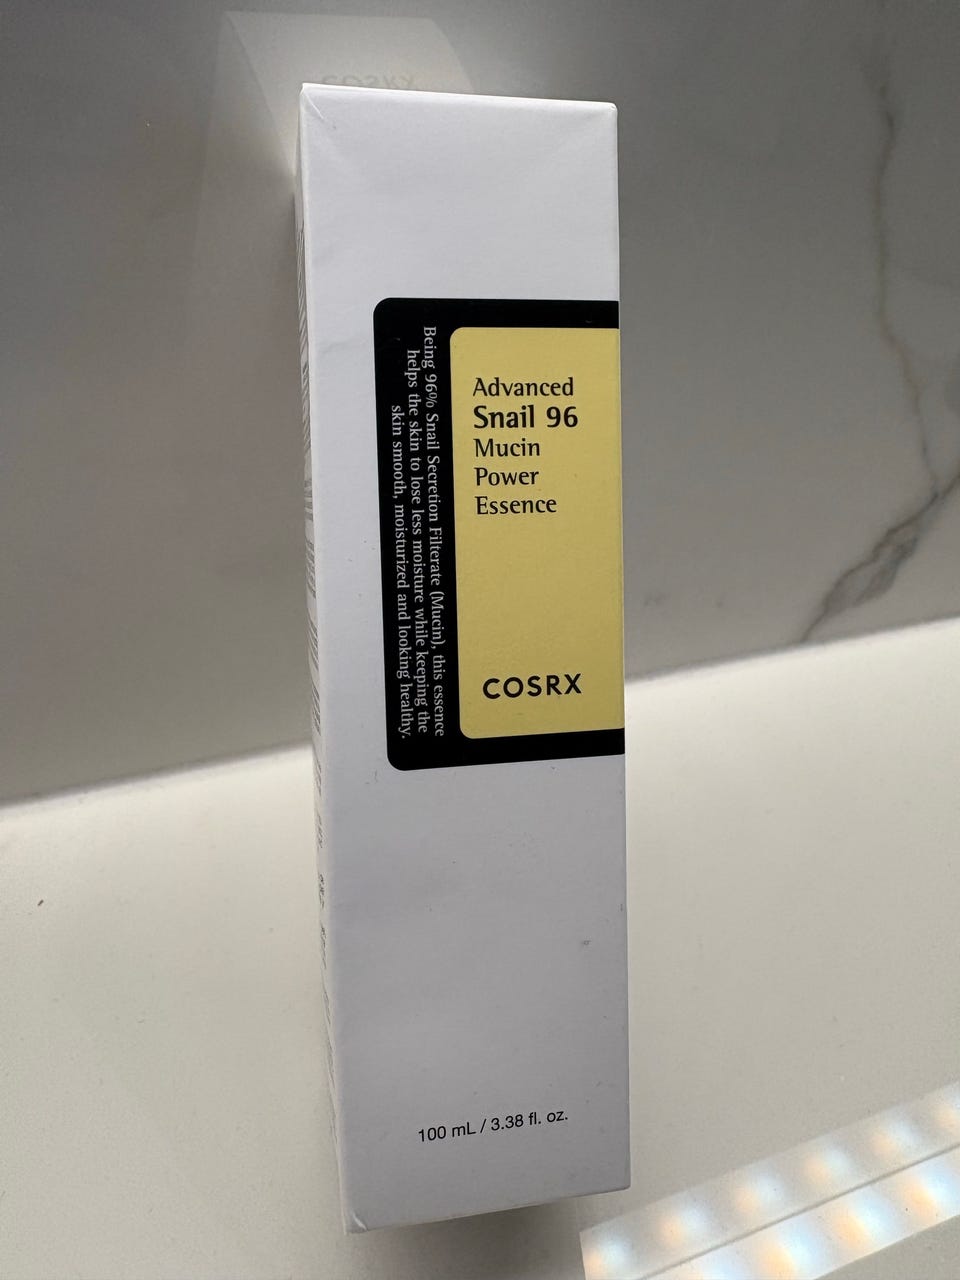 Advanced
Snail 96
Mucin
Power
Essence
COSRX
Being 96% Snail Secretion Filterate (Mucin), this essence
helps the skin to lose less moisture while keeping the
skin smooth, moisturized and looking healthy.
100 mL / 3.38 fl. oz.